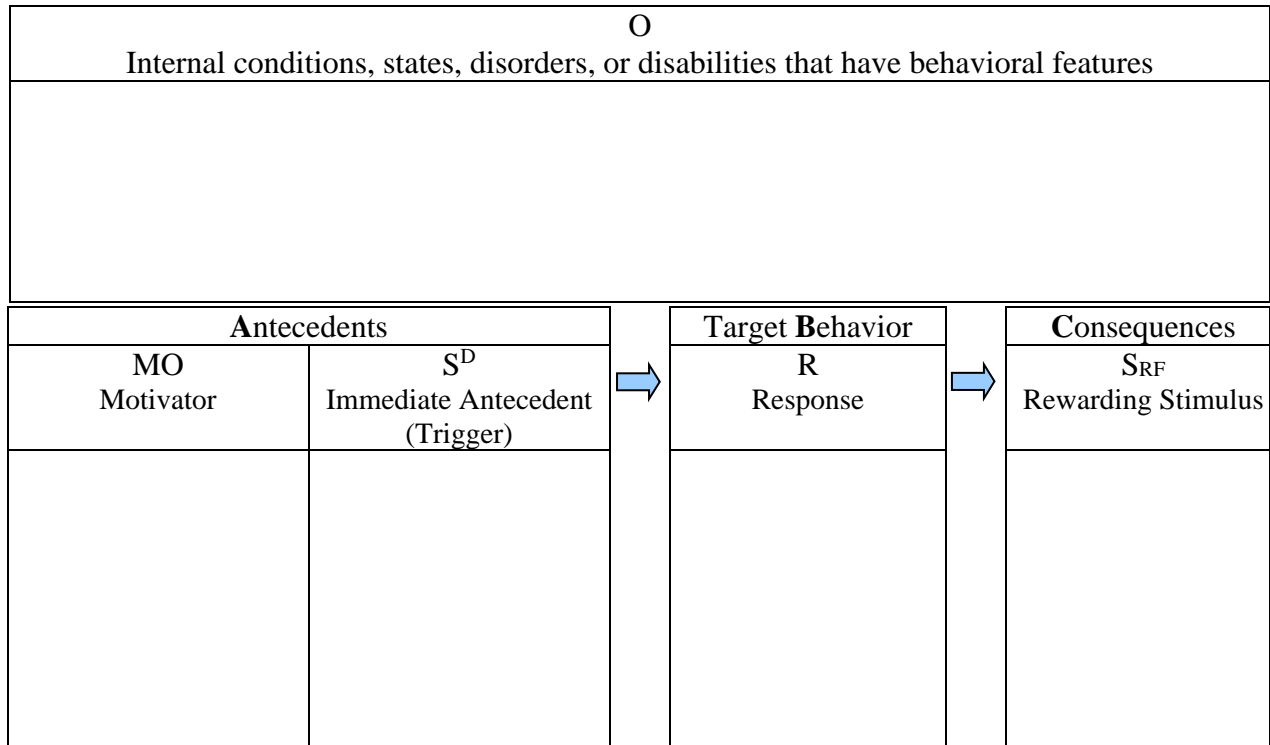 O
Internal conditions, states, disorders, or disabilities that have behavioral features
Antecedents
MO
Motivator
S^D
Immediate Antecedent
(Trigger)
Target Behavior
R
Response
Consequences
SRF
Rewarding Stimulus